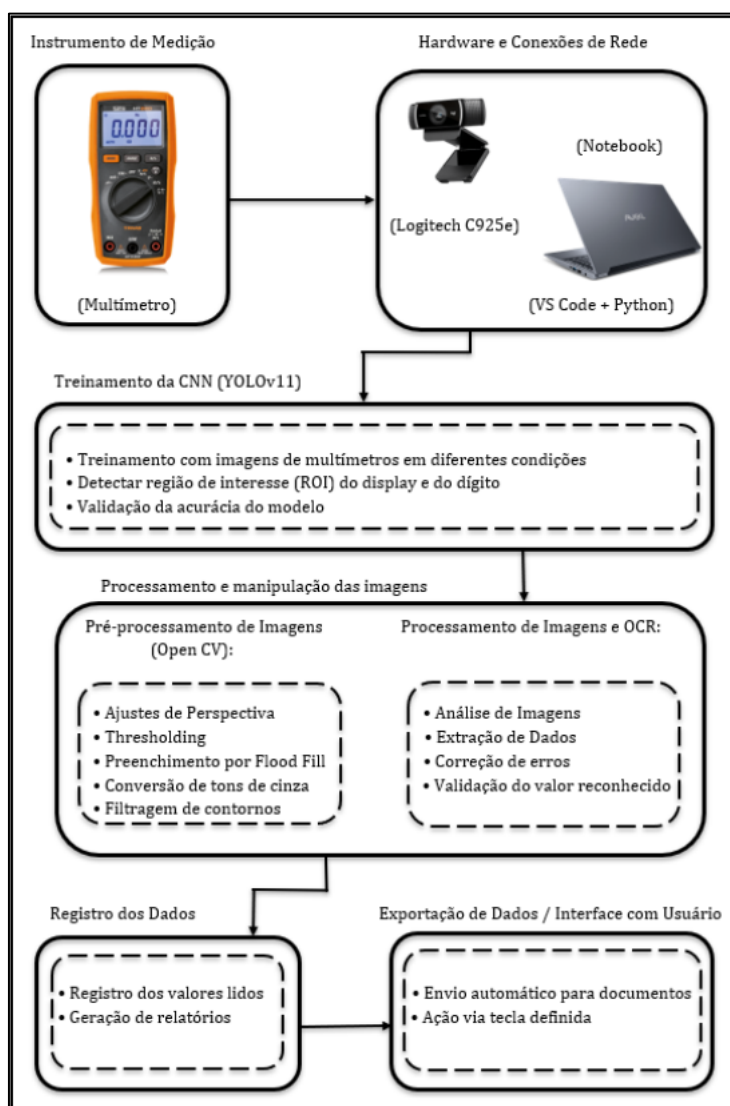 Instrumento de Medição
Hardware e Conexões de Rede
0.000
(Multímetro)
(Logitech C925e)
(Notebook)
(VS Code + Python)
Treinamento da CNN (YOLOv11)
• Treinamento com imagens de multímetros em diferentes condições
• Detectar região de interesse (ROI) do display e do dígito
• Validação da acurácia do modelo
Processamento e manipulação das imagens
Pré-processamento de Imagens
(Open CV):
• Ajustes de Perspectiva
• Thresholding
• Preenchimento por Flood Fill
• Conversão de tons de cinza
• Filtragem de contornos
Processamento de Imagens e OCR:
• Análise de Imagens
• Extração de Dados
• Correção de erros
• Validação do valor reconhecido
Registro dos Dados
• Registro dos valores lidos
• Geração de relatórios
Exportação de Dados / Interface com Usuário
• Envio automático para documentos
• Ação via tecla definida